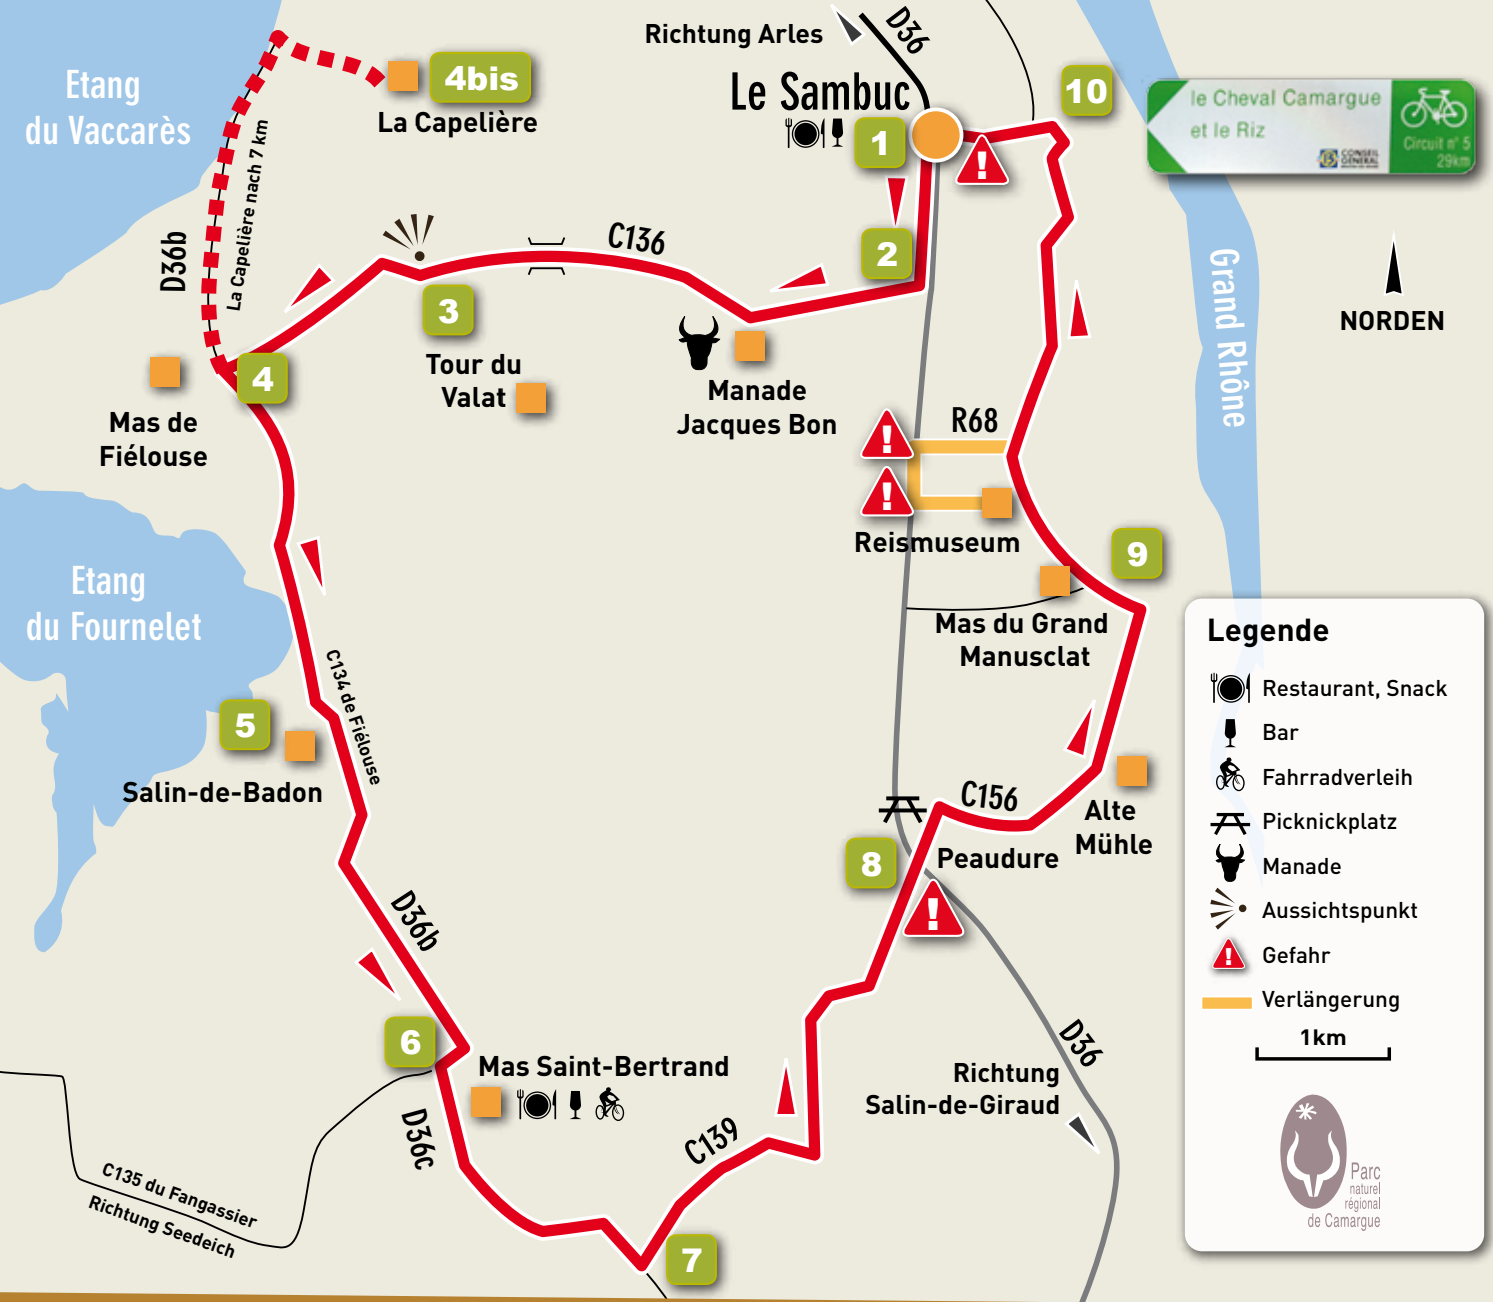 Richtung Arles
D36
Etang
du Vaccarès
4bis
La Capelière
Le Sambuc
1
10
le Cheval Camargue
et le Riz
CONSEIL
GENERAL
Circuit n° 5
29km
La Capelière nach 7 km
D36b
C136
2
3
Tour du
Valat
Manade
Jacques Bon
Grand Rhône
NORDEN
4
Mas de
Fiélouse
R68
!
!
!
Reismuseum
9
Mas du Grand
Manusclat
Etang
du Fournelet
C134 de Fiélouse
5
Salin-de-Badon
C156
Alte
Mühle
8
Peaudure
!
D36b
6
Mas Saint-Bertrand
D36c
C139
7
C135 du Fangassier
Richtung Seedeich
D36
Richtung
Salin-de-Giraud
Legende
Restaurant, Snack
Bar
Fahrradverleih
Picknickplatz
Manade
Aussichtspunkt
!
Gefahr
Verlängerung
1km
Parc
naturel
régional
de Camargue